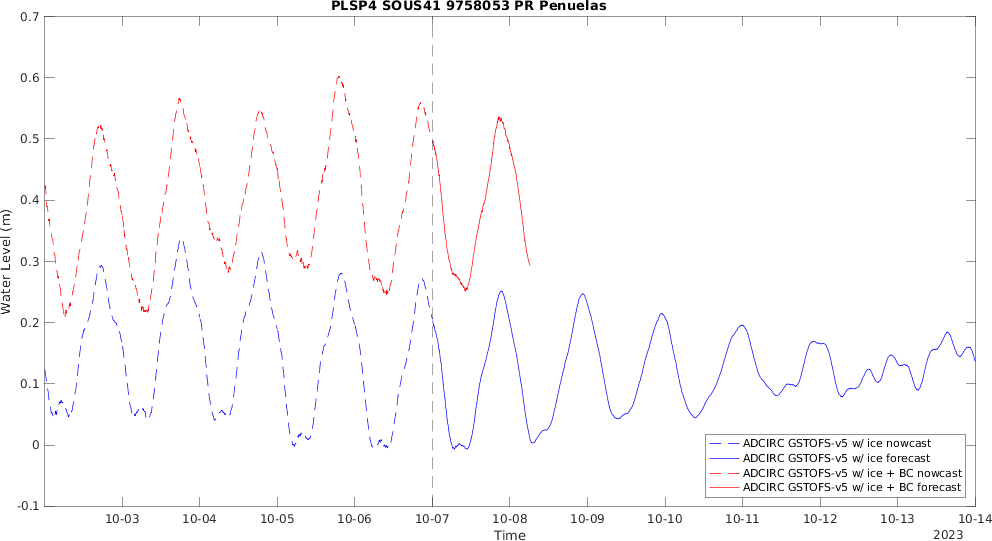 PLSP4 SOUS41 9758053 PR Penuelas
0.7
0.6
0.5
0.4
0.3
0.2
0.1
0
-0.1
Water Level (m)
10-03 10-04 10-05 10-06 10-07 10-08 10-09 10-10 10-11 10-12 10-13 10-14
Time
2023
ADCIRC GSTOFS-v5 w/ ice nowcast
ADCIRC GSTOFS-v5 w/ ice forecast
ADCIRC GSTOFS-v5 w/ ice + BC nowcast
ADCIRC GSTOFS-v5 w/ ice + BC forecast